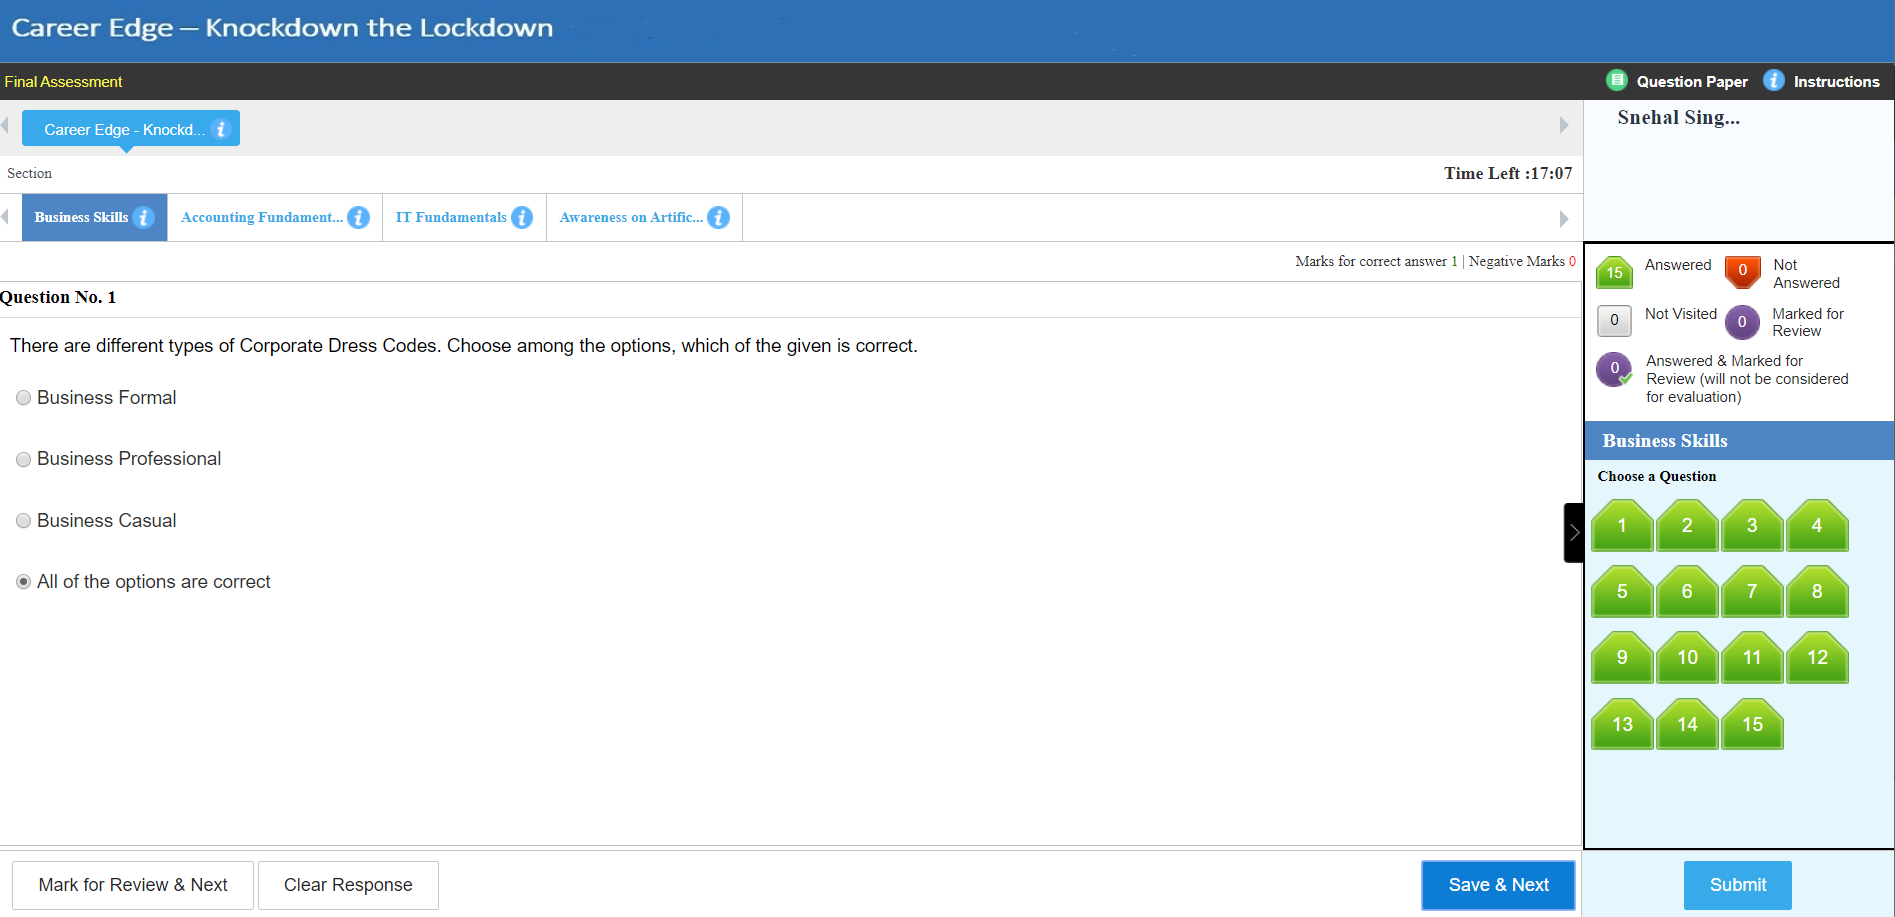 Career Edge – Knockdown the Lockdown
Final Assessment
Question Paper
Instructions
Career Edge - Knockd...
Snehal Sing...
Section
Time Left :17:07
Business Skills
Accounting Fundament...
IT Fundamentals
Awareness on Artific...
Marks for correct answer 1 | Negative Marks 0
Question No. 1
There are different types of Corporate Dress Codes. Choose among the options, which of the given is correct.
Business Formal
Business Professional
Business Casual
All of the options are correct
15 Answered
0 Not Answered
0 Not Visited
0 Marked for Review
0 Answered & Marked for
Review (will not be considered
for evaluation)
Business Skills
Choose a Question
1 2 3 4
5 6 7 8
9 10 11 12
13 14 15
Mark for Review & Next
Clear Response
Save & Next
Submit